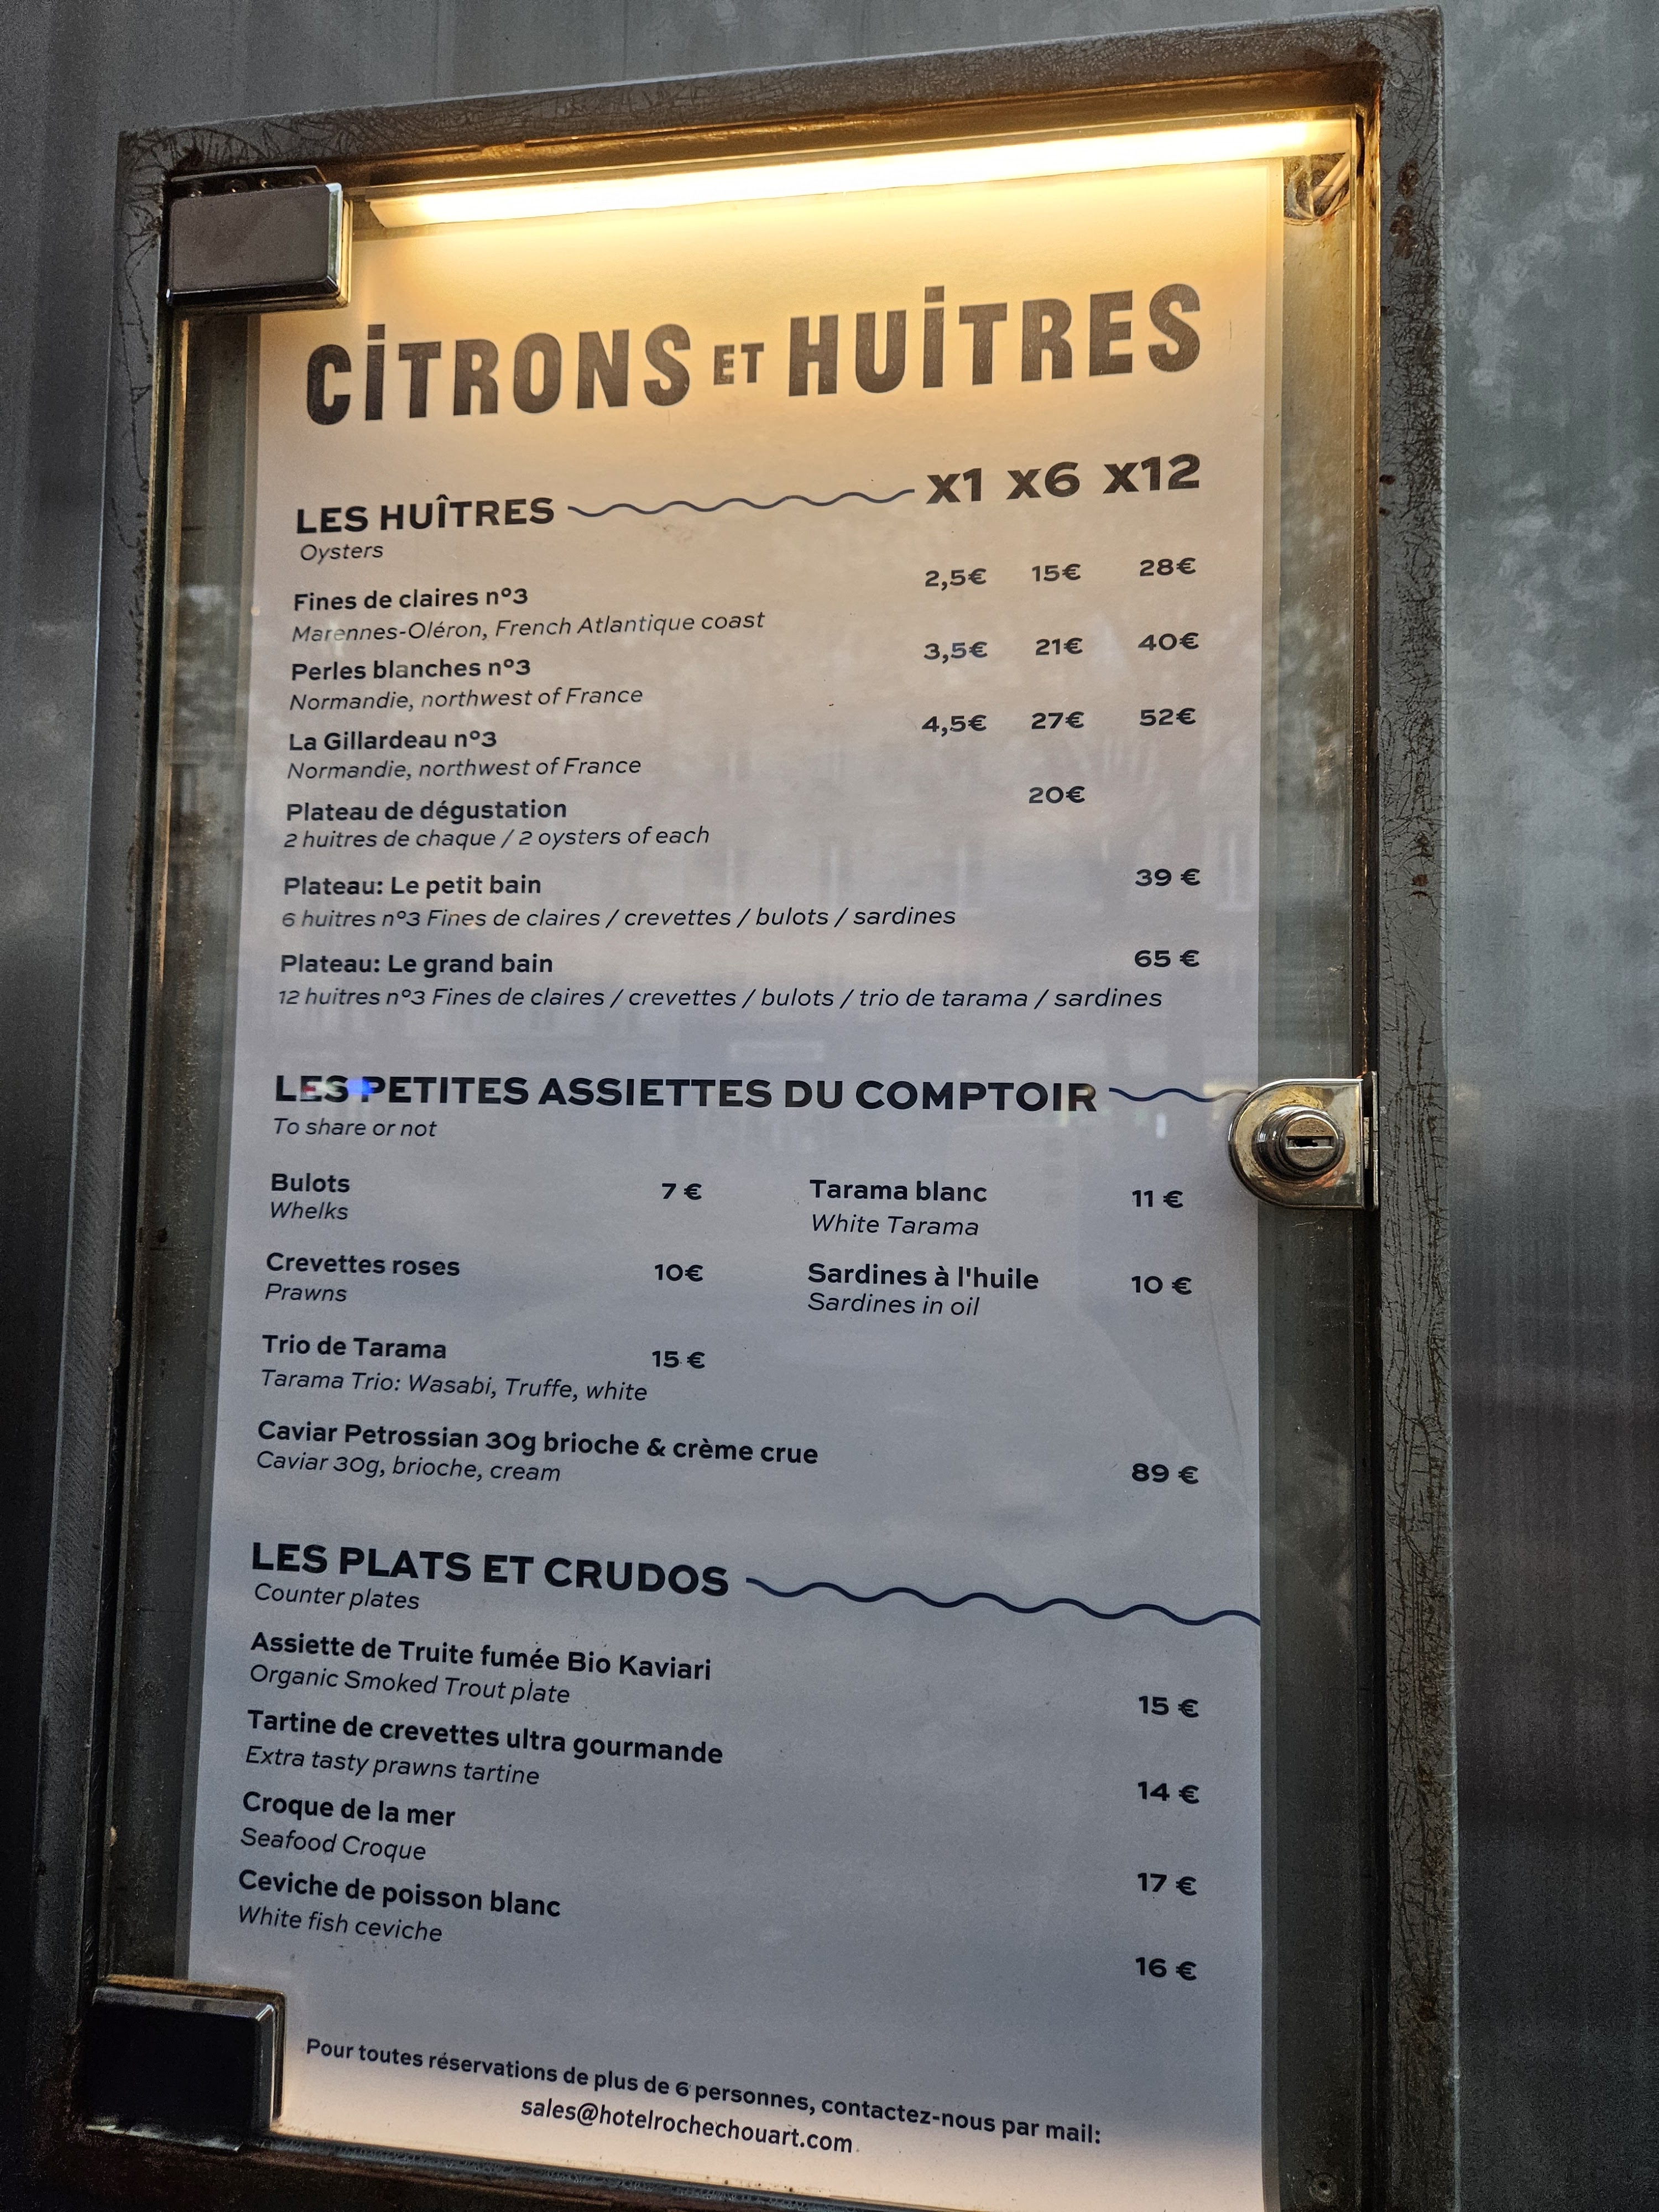 CITRONS ET HUITRES
LES HUÎTRES X1 X6 X12
Oysters
Fines de claires n°3 2,5€ 15€ 28€
Marennes-Oléron, French Atlantique coast
Perles blanches n°3 3,5€ 21€ 40€
Normandie, northwest of France
La Gillardeau n°3 4,5€ 27€ 52€
Normandie, northwest of France
Plateau de dégustation 20€
2 huitres de chaque / 2 oysters of each
Plateau: Le petit bain 39 €
6 huitres n°3 Fines de claires / crevettes / bulots / sardines
Plateau: Le grand bain 65 €
12 huitres n°3 Fines de claires / crevettes / bulots / trio de tarama / sardines
LES PETITES ASSIETTES DU COMPTOIR
To share or not
Bulots 7 €
Whelks
Tarama blanc 11 €
White Tarama
Crevettes roses 10€
Prawns
Sardines à l'huile 10 €
Sardines in oil
Trio de Tarama 15 €
Tarama Trio: Wasabi, Truffe, white
Caviar Petrossian 30g brioche & crème crue
Caviar 30g, brioche, cream 89 €
LES PLATS ET CRUDOS
Counter plates
Assiette de Truite fumée Bio Kaviari
Organic Smoked Trout plate 15 €
Tartine de crevettes ultra gourmande
Extra tasty prawns tartine 14 €
Croque de la mer
Seafood Croque 17 €
Ceviche de poisson blanc
White fish ceviche 16 €
Pour toutes réservations de plus de 6 personnes, contactez-nous par mail:
sales@hotelrochechouart.com